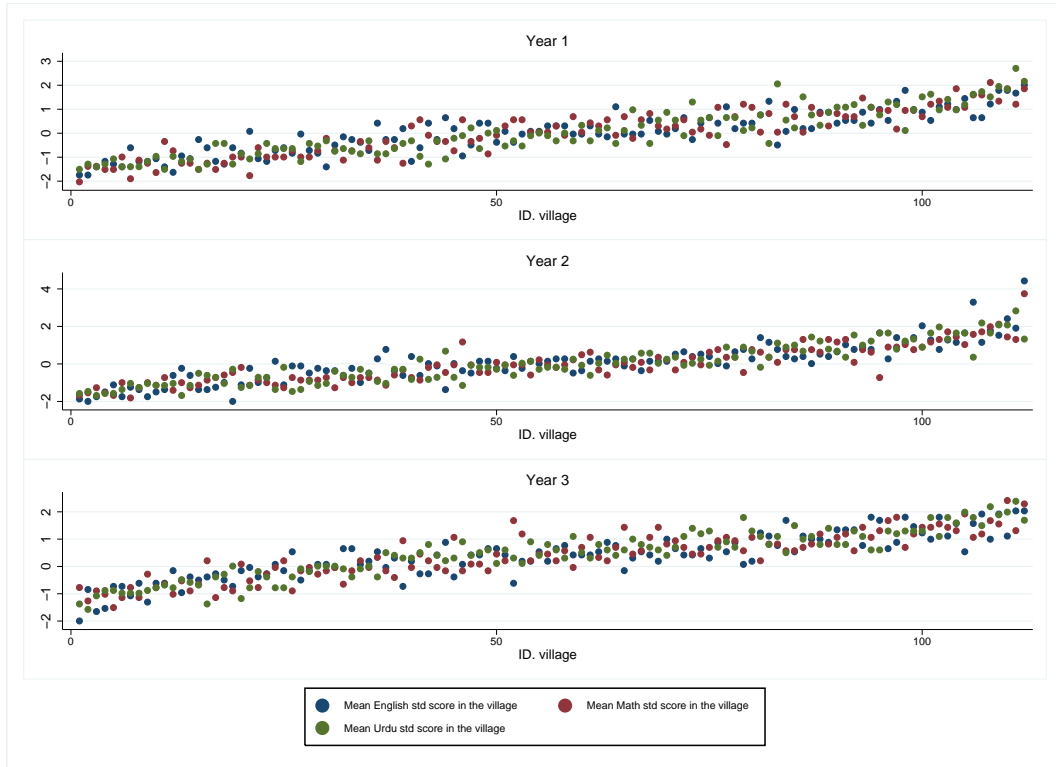 Year 1
3
2
1
0
−1
−2
0 50 100
ID. village
Year 2
4
2
0
−2
0 50 100
ID. village
Year 3
2
1
0
−1
−2
0 50 100
ID. village
Mean English std score in the village Mean Math std score in the village
Mean Urdu std score in the village